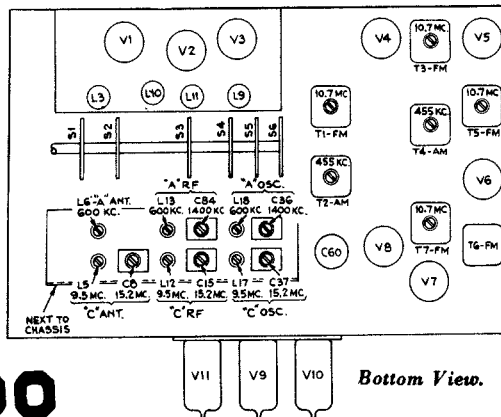 V1
V2
V3
V4
10.7 MC.
T3-FM
V5
L3
L10
L11
L9
10.7 MC.
T1-FM
455 KC.
T4-AM
10.7 MC.
T5-FM
S1
S2
S3
S4
S5
S6
455 KC.
T2-AM
V6
"A" RF
"A" OSC.
L6-"A" ANT.
600 KC.
L13
600 KC.
C84
1400 KC.
L18
600 KC.
C36
1400 KC.
10.7 MC.
T7-FM
T6-FM
C60
V8
V7
L5
9.5 MC.
C8
15.2 MC.
L12
9.5 MC.
C15
15.2 MC.
L17
9.5 MC.
C37
15.2 MC.
"C" ANT.
"C" RF
"C" OSC.
NEXT TO
CHASSIS
V11
V9
V10
Bottom View.
00